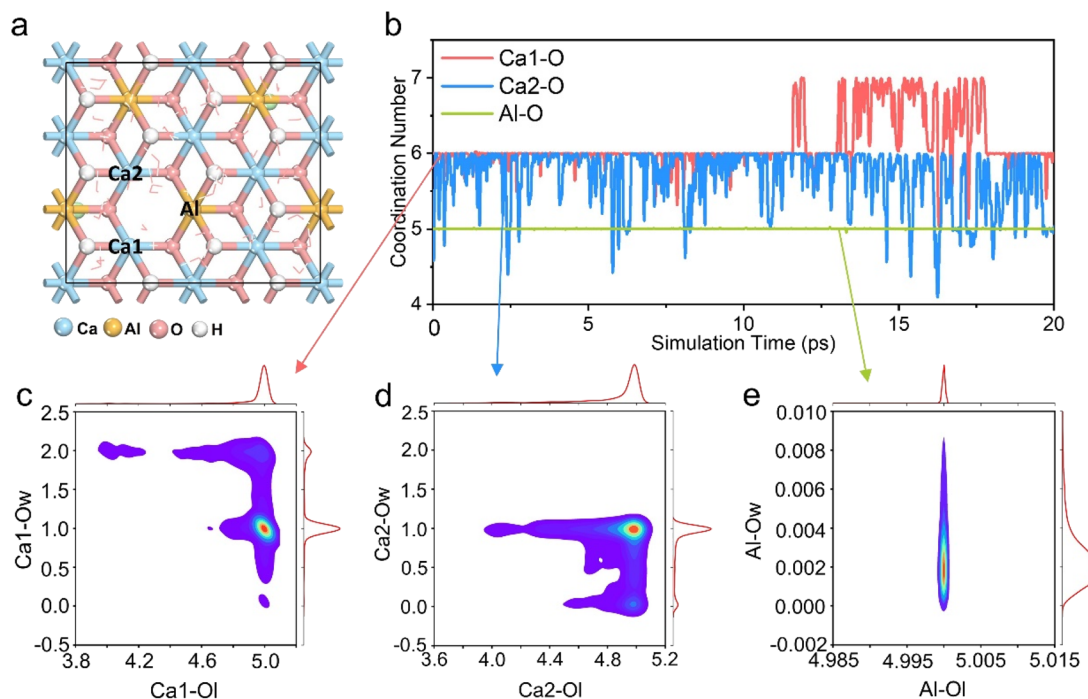 a
Ca2
Al
Ca1
Ca Al O H
b
Ca1-O
Ca2-O
Al-O
Coordination Number
7
6
5
4
0 5 10 15 20
Simulation Time (ps)
c
Ca1-Ow
2.5
2.0
1.5
1.0
0.5
0.0
-0.5
3.8 4.2 4.6 5.0
Ca1-Ol
d
Ca2-Ow
2.5
2.0
1.5
1.0
0.5
0.0
-0.5
3.6 4.0 4.4 4.8 5.2
Ca2-Ol
e
Al-Ow
0.010
0.008
0.006
0.004
0.002
0.000
-0.002
4.985 4.995 5.005 5.015
Al-Ol